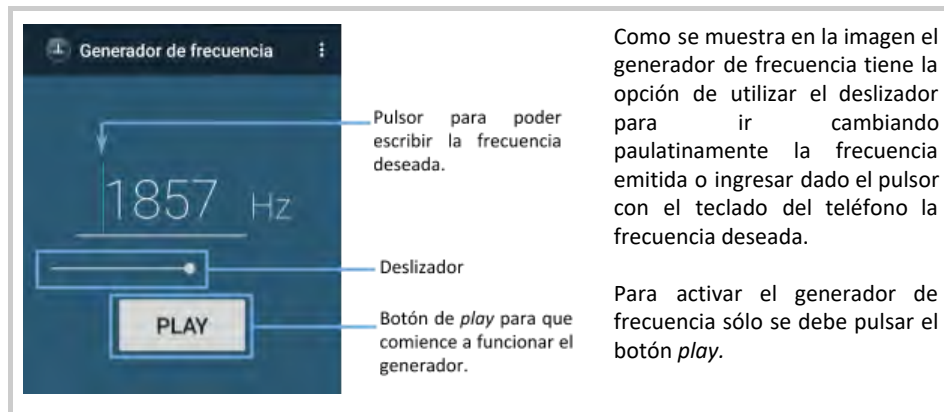 Generador de frecuencia
1857 Hz
PLAY
Pulsor para poder
escribir la frecuencia
deseada.
Deslizador
Botón de play para que
comience a funcionar el
generador.
Como se muestra en la imagen el
generador de frecuencia tiene la
opción de utilizar el deslizador
para ir cambiando
paulatinamente la frecuencia
emitida o ingresar dado el pulsor
con el teclado del teléfono la
frecuencia deseada.
Para activar el generador de
frecuencia sólo se debe pulsar el
botón play.